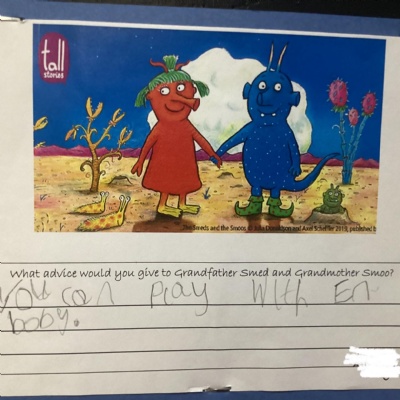 tall
stories
The Smeds and the Smoos © Julia Donaldson and Axel Scheffler 2019, published b
What advice would you give to Grandfather Smed and Grandmother Smoo?
You can Play With En
baby.